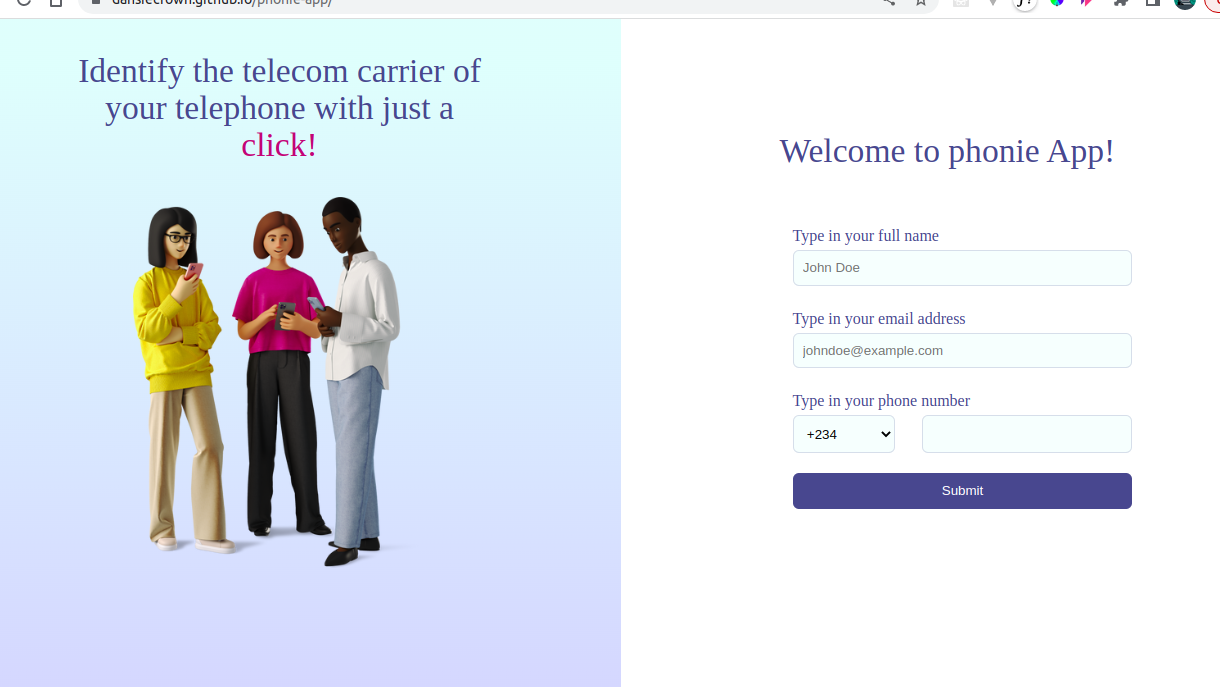 danslecrown.github.io/phonie-app/
Identify the telecom carrier of
your telephone with just a
click!
Welcome to phonie App!
Type in your full name
John Doe
Type in your email address
johndoe@example.com
Type in your phone number
+234
Submit